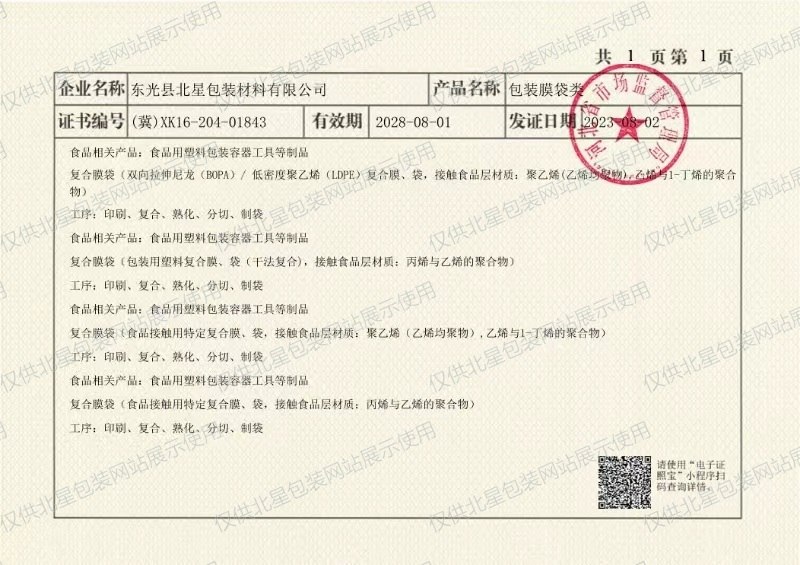 共 1 页 第 1 页
企业名称 东光县北星包装材料有限公司 产品名称 包装膜袋类
证书编号 (冀)XK16-204-01843 有效期 2028-08-01 发证日期 2023-08-02
河北省市场监督管理局
食品相关产品：食品用塑料包装容器工具等制品
复合膜袋（双向拉伸尼龙（BOPA）/ 低密度聚乙烯（LDPE）复合膜、袋，接触食品层材质：聚乙烯(乙烯均聚物),乙烯与1-丁烯的聚合
物）
工序：印刷、复合、熟化、分切、制袋
食品相关产品：食品用塑料包装容器工具等制品
复合膜袋（包装用塑料复合膜、袋（干法复合），接触食品层材质：丙烯与乙烯的聚合物）
工序：印刷、复合、熟化、分切、制袋
食品相关产品：食品用塑料包装容器工具等制品
复合膜袋（食品接触用特定复合膜、袋，接触食品层材质：聚乙烯（乙烯均聚物）,乙烯与1-丁烯的聚合物）
工序：印刷、复合、熟化、分切、制袋
食品相关产品：食品用塑料包装容器工具等制品
复合膜袋（食品接触用特定复合膜、袋，接触食品层材质：丙烯与乙烯的聚合物）
工序：印刷、复合、熟化、分切、制袋
请使用“电子证
照宝”小程序扫
码查询详情。
仅供北星包装网站展示使用